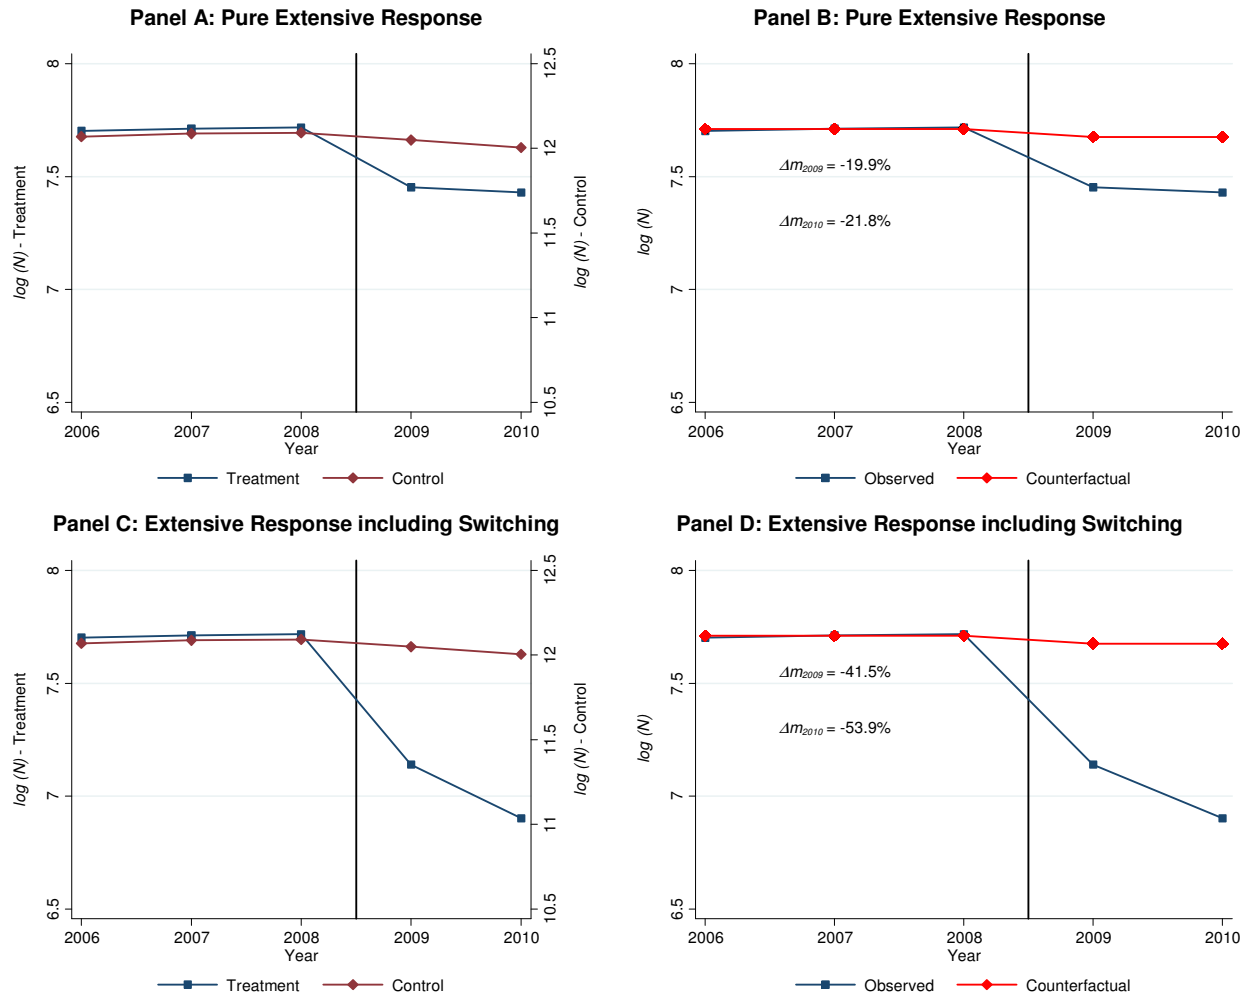 Panel A: Pure Extensive Response
8
7.5
7
6.5
log (N) - Treatment
12.5
12
11.5
11
10.5
log (N) - Control
2006 2007 2008 2009 2010
Year
Treatment Control
Panel B: Pure Extensive Response
8
7.5
7
6.5
log (N)
Δm2009 = -19.9%
Δm2010 = -21.8%
2006 2007 2008 2009 2010
Year
Observed Counterfactual
Panel C: Extensive Response including Switching
8
7.5
7
6.5
log (N) - Treatment
12.5
12
11.5
11
10.5
log (N) - Control
2006 2007 2008 2009 2010
Year
Treatment Control
Panel D: Extensive Response including Switching
8
7.5
7
6.5
log (N)
Δm2009 = -41.5%
Δm2010 = -53.9%
2006 2007 2008 2009 2010
Year
Observed Counterfactual